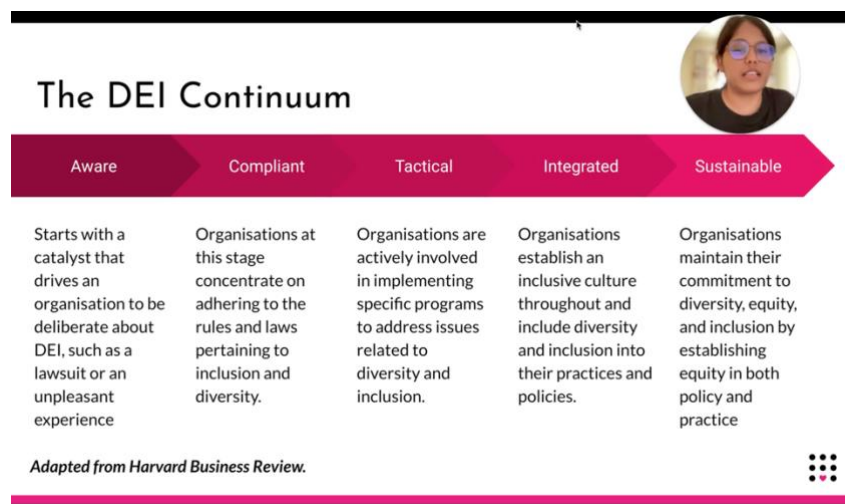 The DEI Continuum
Aware
Compliant
Tactical
Integrated
Sustainable
Starts with a
catalyst that
drives an
organisation to be
deliberate about
DEI, such as a
lawsuit or an
unpleasant
experience
Organisations at
this stage
concentrate on
adhering to the
rules and laws
pertaining to
inclusion and
diversity.
Organisations are
actively involved
in implementing
specific programs
to address issues
related to
diversity and
inclusion.
Organisations
establish an
inclusive culture
throughout and
include diversity
and inclusion into
their practices and
policies.
Organisations
maintain their
commitment to
diversity, equity,
and inclusion by
establishing
equity in both
policy and
practice
Adapted from Harvard Business Review.